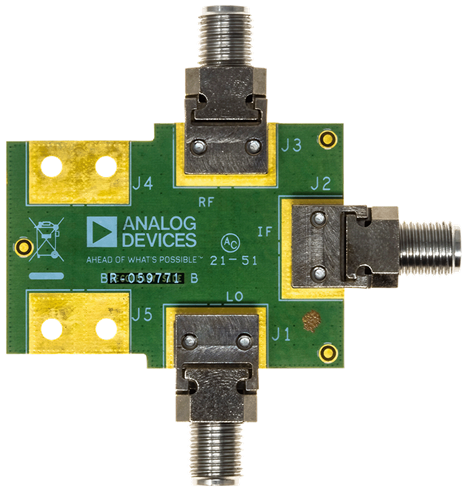 J3
J4
J2
RF
ANALOG
DEVICES
IF
AHEAD OF WHAT'S POSSIBLE™
AC
21-51
BR-059771 B
LO
J5
J1